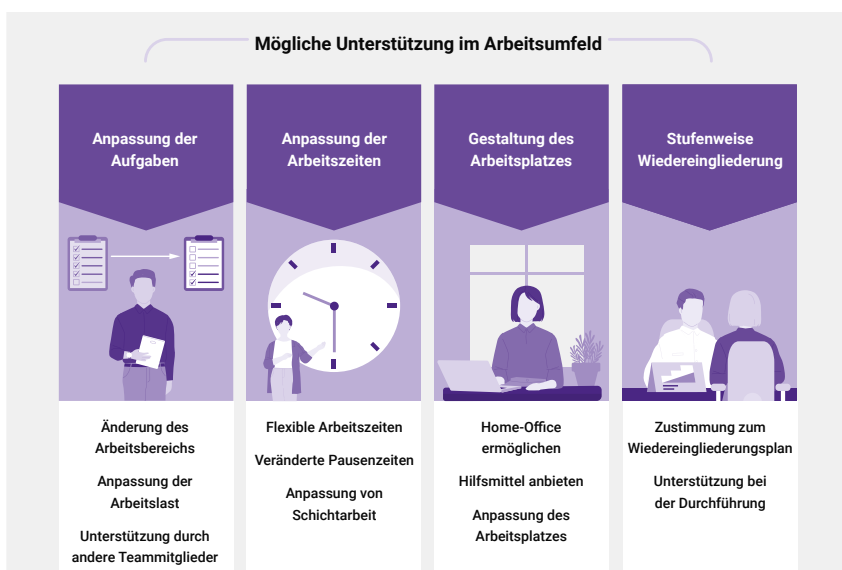 Mögliche Unterstützung im Arbeitsumfeld
Anpassung der
Aufgaben
Änderung des
Arbeitsbereichs
Anpassung der
Arbeitslast
Unterstützung durch
andere Teammitglieder
Anpassung der
Arbeitszeiten
Flexible Arbeitszeiten
Veränderte Pausenzeiten
Anpassung von
Schichtarbeit
Gestaltung des
Arbeitsplatzes
Home-Office
ermöglichen
Hilfsmittel anbieten
Anpassung des
Arbeitsplatzes
Stufenweise
Wiedereingliederung
Zustimmung zum
Wiedereingliederungsplan
Unterstützung bei
der Durchführung